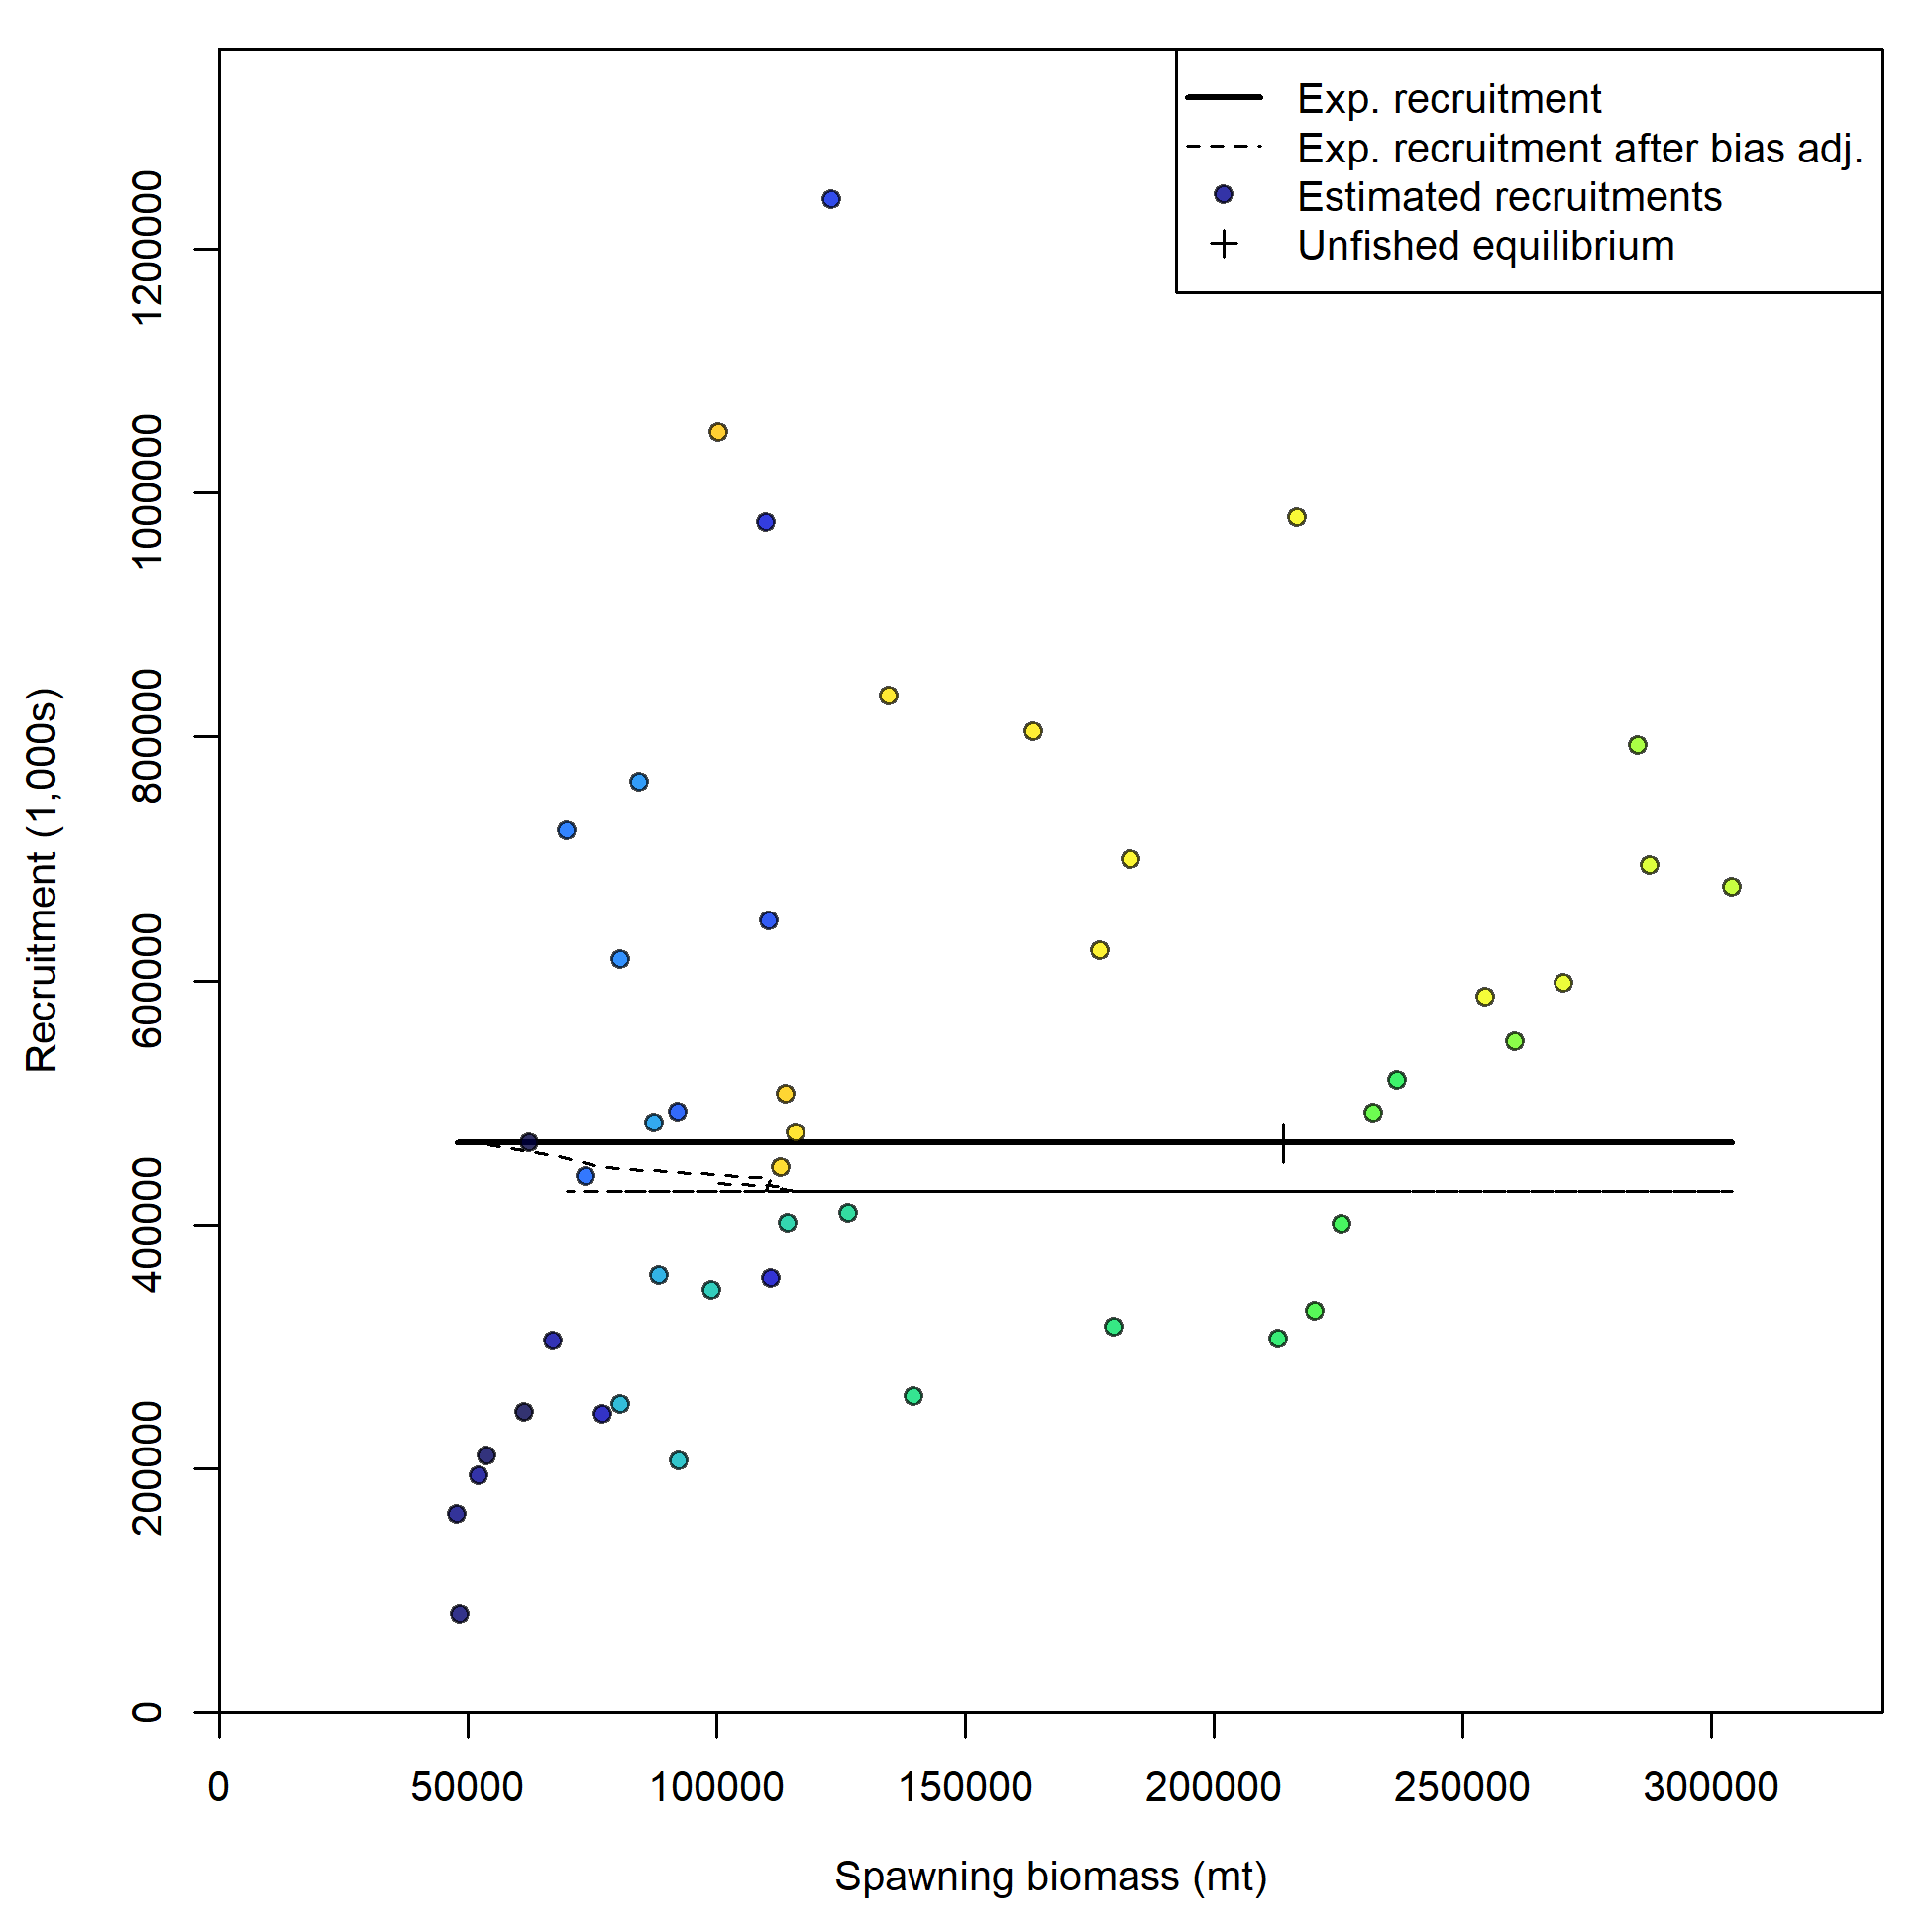 Exp. recruitment
Exp. recruitment after bias adj.
Estimated recruitments
Unfished equilibrium
1200000
1000000
800000
600000
400000
200000
0
Recruitment (1,000s)
0 50000 100000 150000 200000 250000 300000
Spawning biomass (mt)